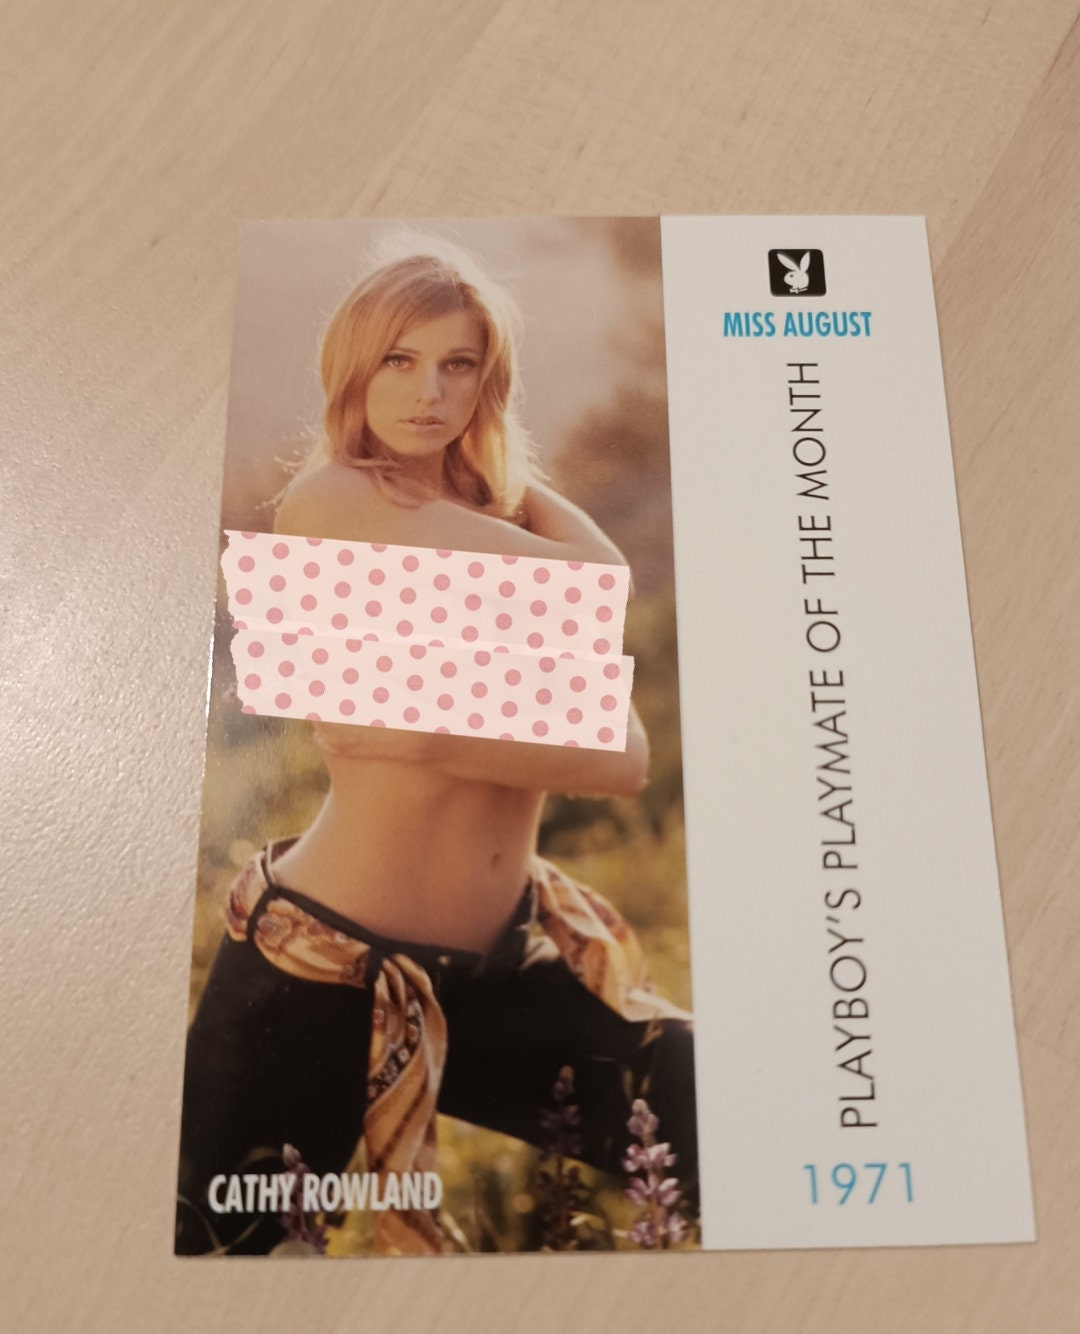 MISS AUGUST
PLAYBOY'S PLAYMATE OF THE MONTH
1971
CATHY ROWLAND